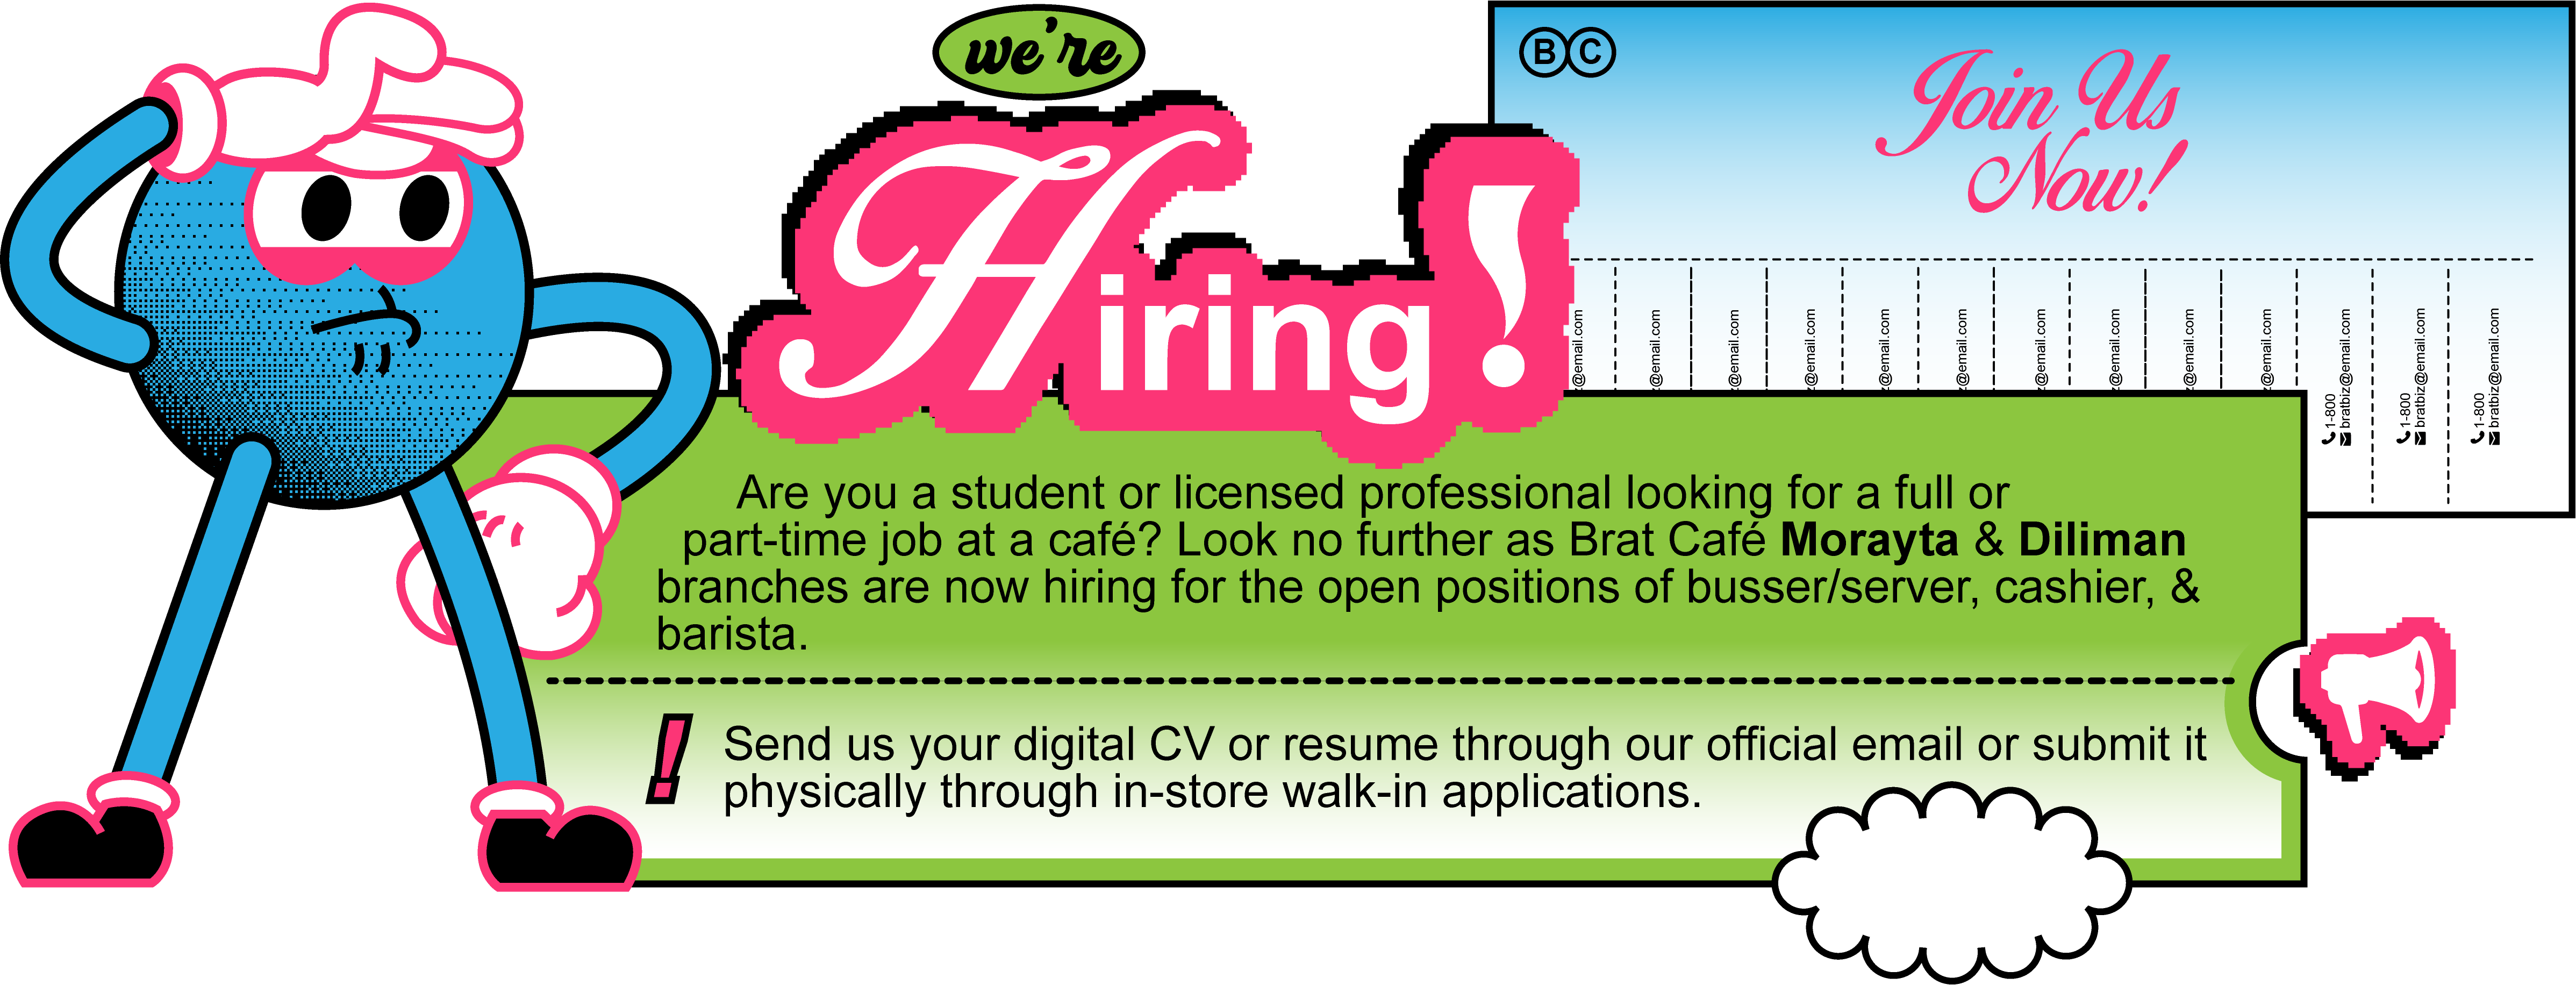 we're
Hiring!
B C
Join Us
Now!
z@email.com
z@email.com
z@email.com
z@email.com
z@email.com
z@email.com
z@email.com
z@email.com
z@email.com
z@email.com
1-800
bratbiz@email.com
1-800
bratbiz@email.com
1-800
bratbiz@email.com
Are you a student or licensed professional looking for a full or
part-time job at a café? Look no further as Brat Café Morayta & Diliman
branches are now hiring for the open positions of busser/server, cashier, &
barista.
! Send us your digital CV or resume through our official email or submit it
physically through in-store walk-in applications.